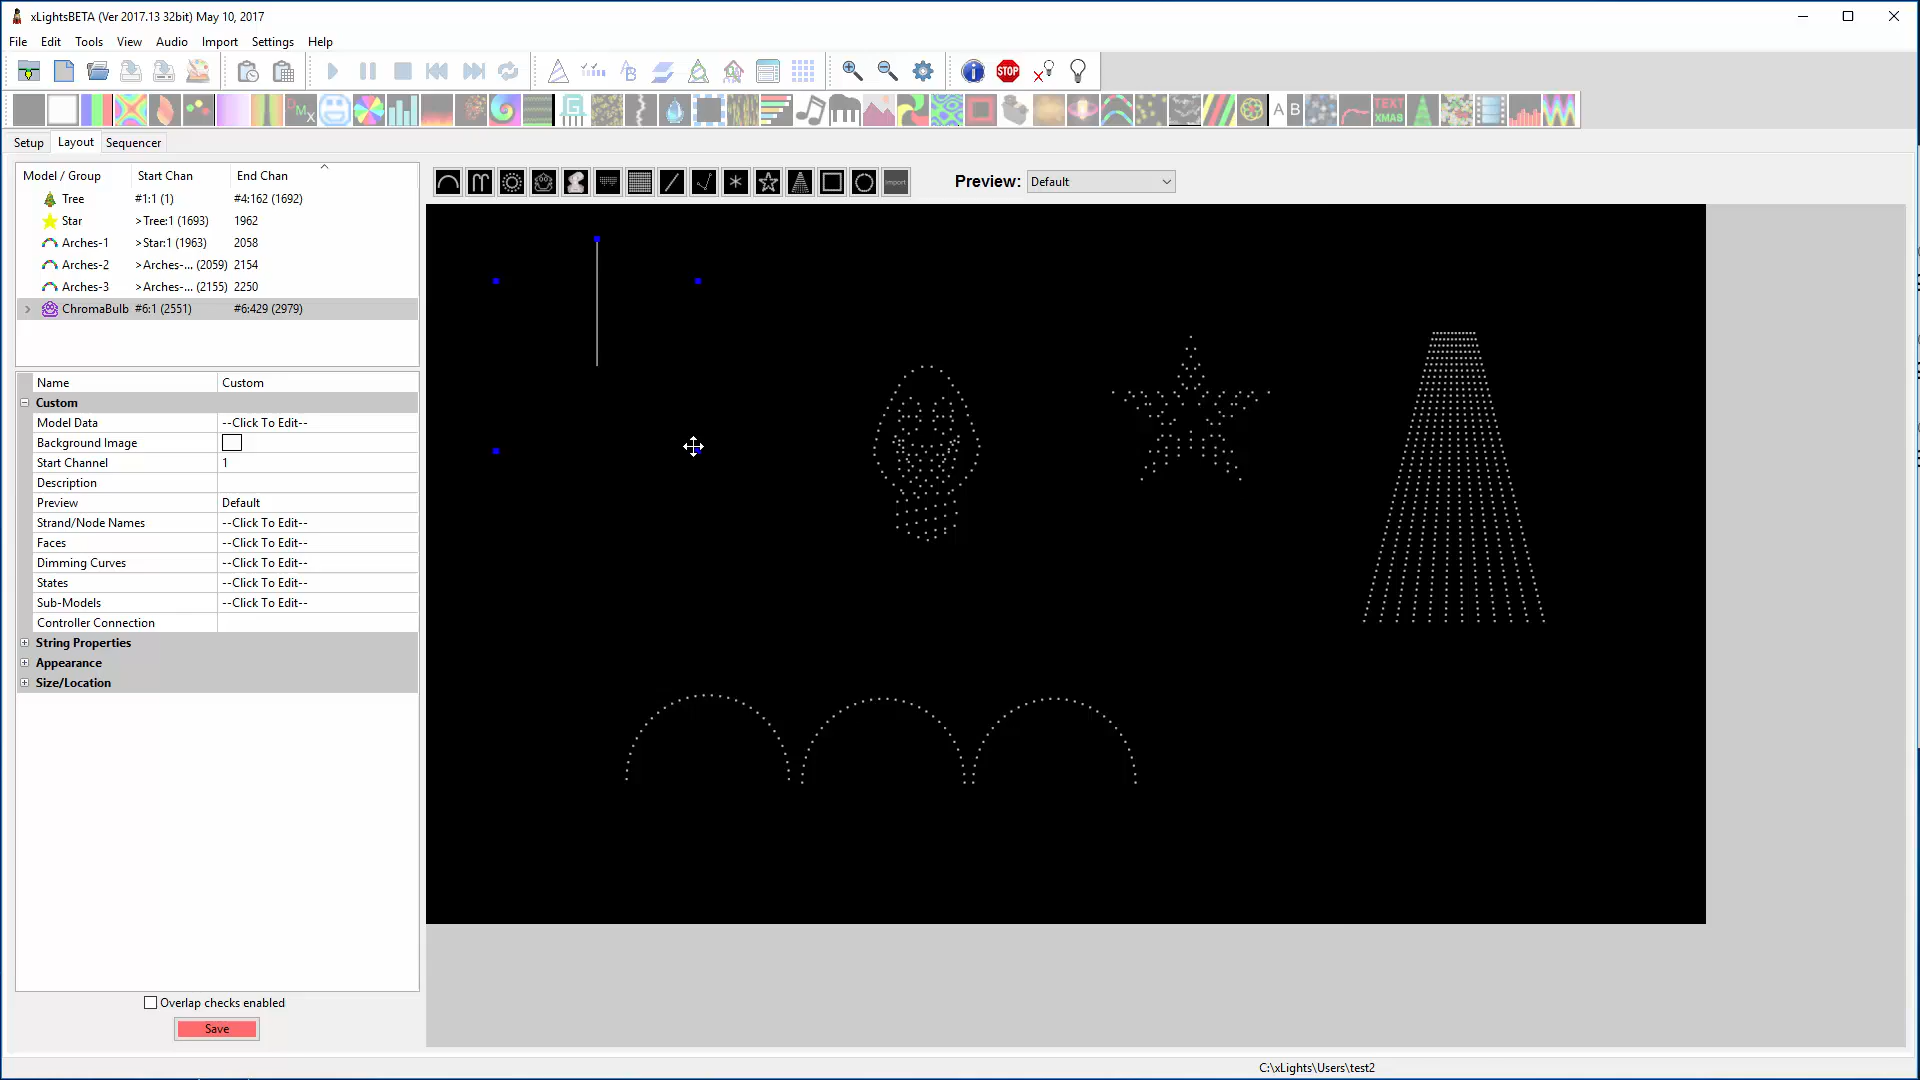 xLightsBETA (Ver 2017.13 32bit) May 10, 2017
File Edit Tools View Audio Import Settings Help
Setup Layout Sequencer
Model / Group Start Chan End Chan
Tree #1:1 (1) #4:162 (1692)
Star >Tree:1 (1693) 1962
Arches-1 >Star:1 (1963) 2058
Arches-2 >Arches-... (2059) 2154
Arches-3 >Arches-... (2155) 2250
ChromaBulb #6:1 (2551) #6:429 (2979)
Import
Preview: Default
Name Custom
Custom
Model Data --Click To Edit--
Background Image
Start Channel 1
Description
Preview Default
Strand/Node Names --Click To Edit--
Faces --Click To Edit--
Dimming Curves --Click To Edit--
States --Click To Edit--
Sub-Models --Click To Edit--
Controller Connection
String Properties
Appearance
Size/Location
Overlap checks enabled
Save
C:\xLights\Users\test2